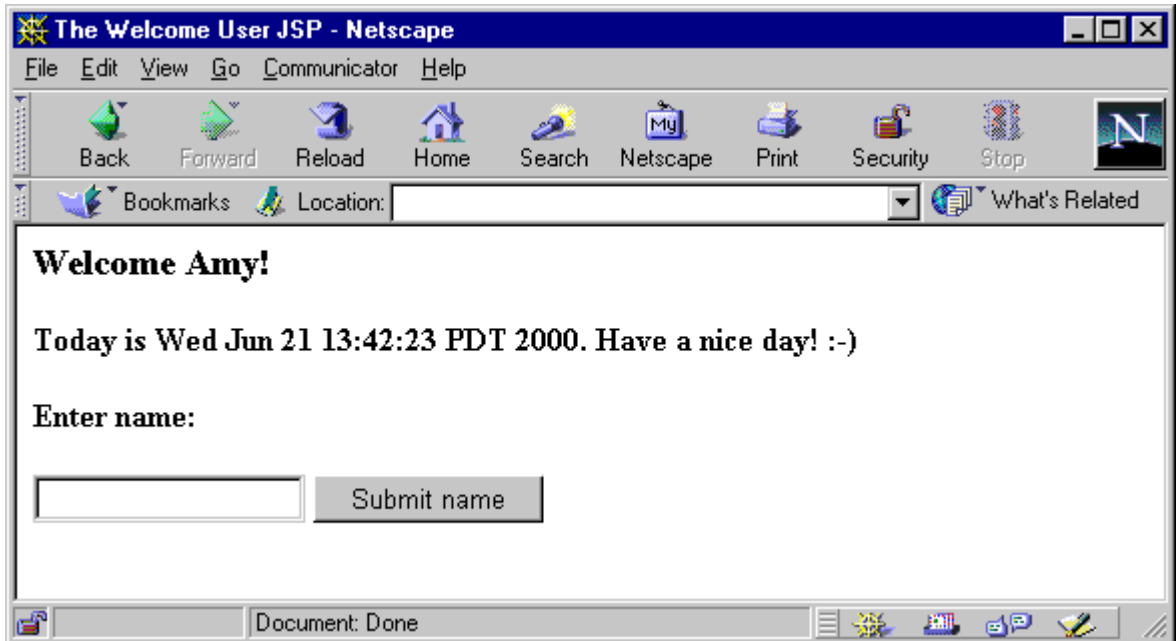 The Welcome User JSP - Netscape
File Edit View Go Communicator Help
My N
Back Forward Reload Home Search Netscape Print Security Stop
Bookmarks Location: What's Related
Welcome Amy!
Today is Wed Jun 21 13:42:23 PDT 2000. Have a nice day! :-)
Enter name:
Submit name
Document: Done